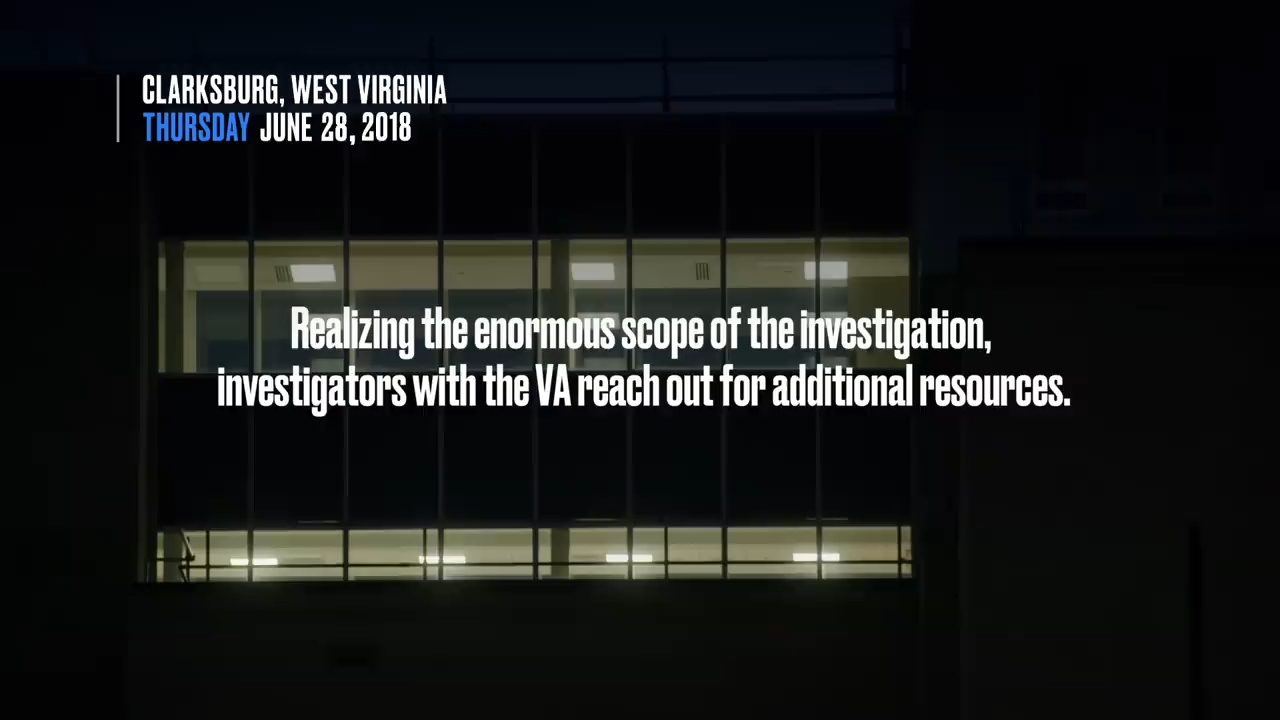 CLARKSBURG, WEST VIRGINIA
THURSDAY JUNE 28, 2018
Realizing the enormous scope of the investigation,
investigators with the VA reach out for additional resources.